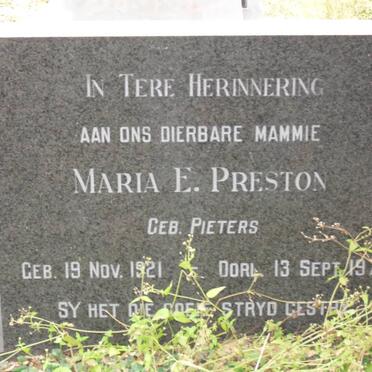 IN TERE HERINNERING
AAN ONS DIERBARE MAMMIE
MARIA E. PRESTON
GEB. PIETERS
GEB. 19 NOV. 1921 OORL. 13 SEPT. 197
SY HET DIE GOEIE STRYD GESTRY